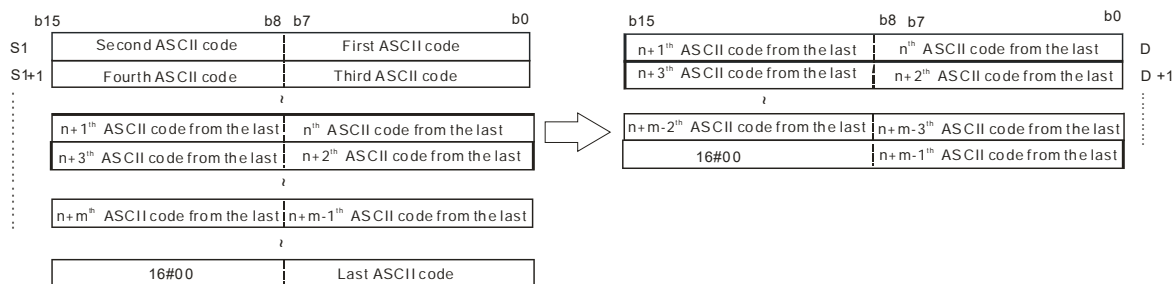 b15 b8 b7 b0
S1 Second ASCII code First ASCII code
S1+1 Fourth ASCII code Third ASCII code
~
n+1th ASCII code from the last nth ASCII code from the last
n+3th ASCII code from the last n+2th ASCII code from the last
~
n+mth ASCII code from the last n+m-1th ASCII code from the last
~
16#00 Last ASCII code
b15 b8 b7 b0
n+1th ASCII code from the last nth ASCII code from the last D
n+3th ASCII code from the last n+2th ASCII code from the last D +1
~
n+m-2th ASCII code from the last n+m-3th ASCII code from the last
16#00 n+m-1th ASCII code from the last